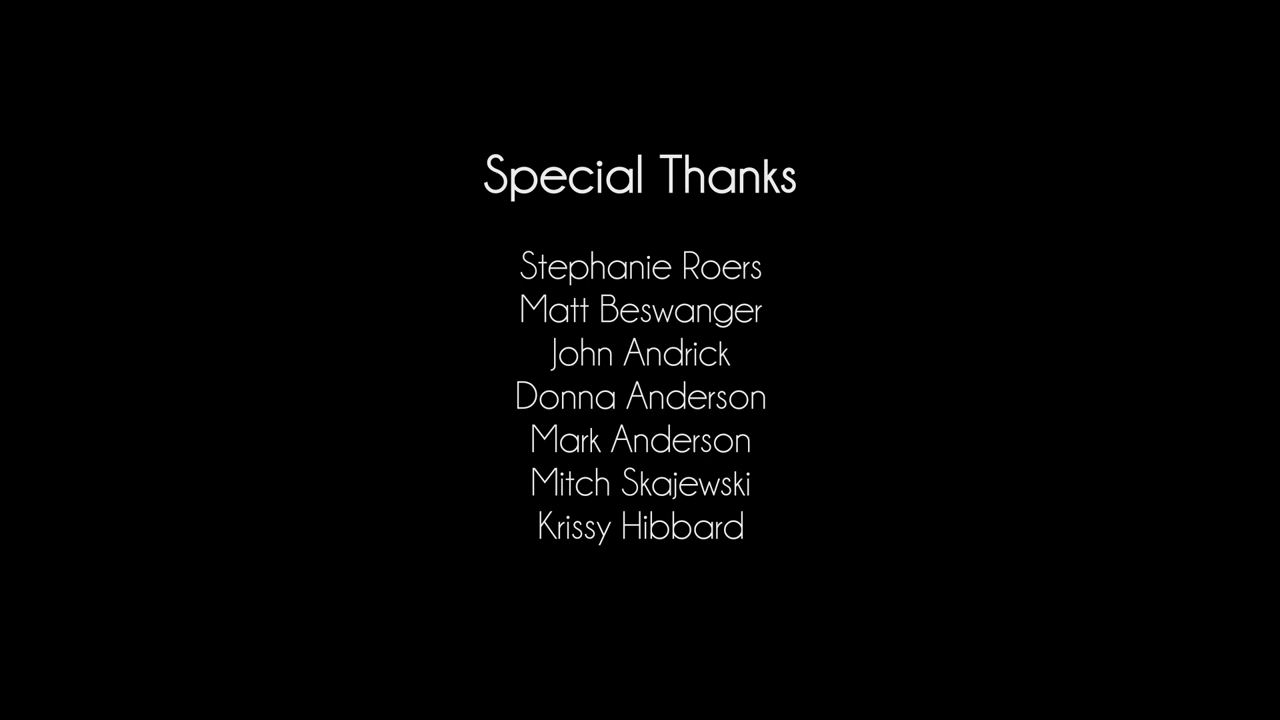 Special Thanks
Stephanie Roers
Matt Beswanger
John Andrick
Donna Anderson
Mark Anderson
Mitch Skajewski
Krissy Hibbard